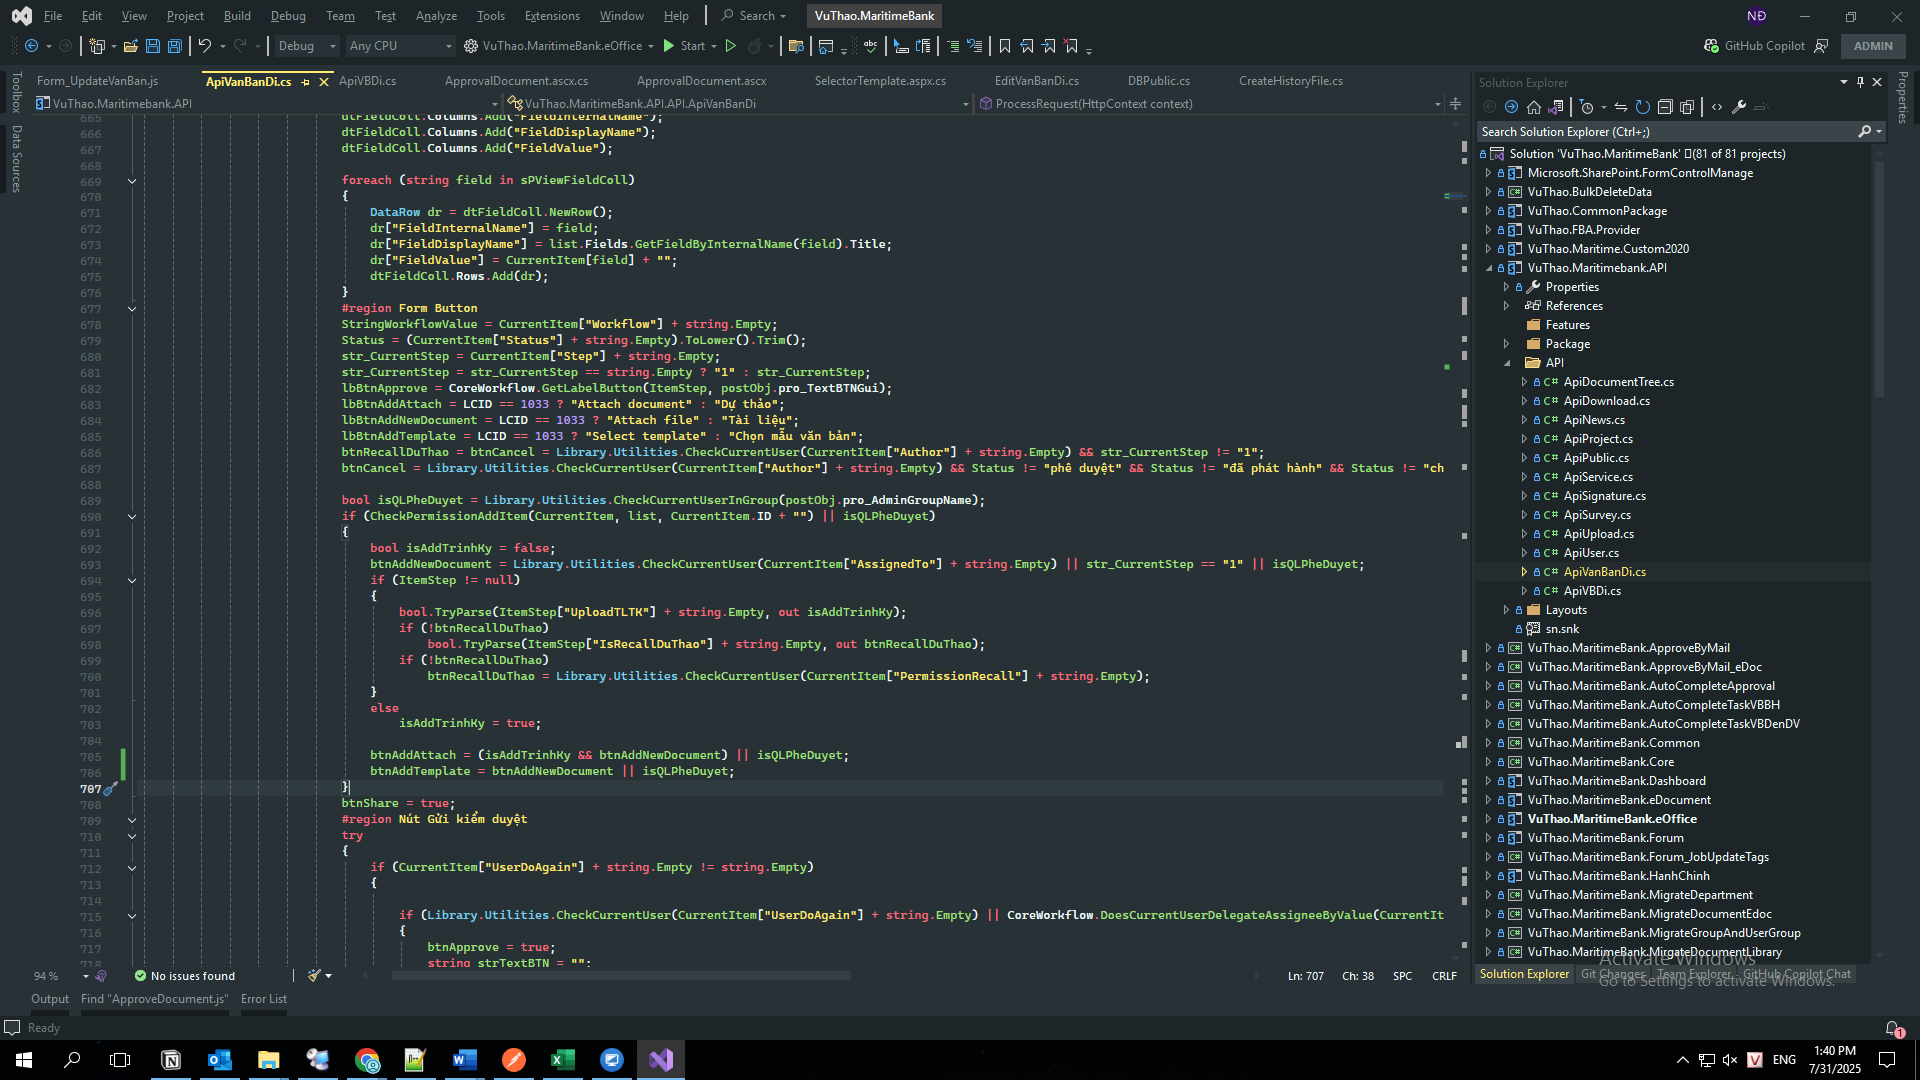 File Edit View Project Build Debug Team Test Analyze Tools Extensions Window Help Search VuThao.MaritimeBank NĐ
Debug Any CPU VuThao.MaritimeBank.eOffice Start GitHub Copilot ADMIN
Form_UpdateVanBan.js ApiVanBanDi.cs ApiVBDi.cs ApprovalDocument.ascx.cs ApprovalDocument.ascx SelectorTemplate.aspx.cs EditVanBanDi.cs DBPublic.cs CreateHistoryFile.cs
VuThao.Maritimebank.API VuThao.MaritimeBank.API.API.ApiVanBanDi ProcessRequest(HttpContext context)
Toolbox
Data Sources
665 dtFieldColl.Columns.Add("FieldInternalName");
666 dtFieldColl.Columns.Add("FieldDisplayName");
667 dtFieldColl.Columns.Add("FieldValue");
668
669 foreach (string field in sPViewFieldColl)
670 {
671 DataRow dr = dtFieldColl.NewRow();
672 dr["FieldInternalName"] = field;
673 dr["FieldDisplayName"] = list.Fields.GetFieldByInternalName(field).Title;
674 dr["FieldValue"] = CurrentItem[field] + "";
675 dtFieldColl.Rows.Add(dr);
676 }
677 #region Form Button
678 StringWorkflowValue = CurrentItem["Workflow"] + string.Empty;
679 Status = (CurrentItem["Status"] + string.Empty).ToLower().Trim();
680 str_CurrentStep = CurrentItem["Step"] + string.Empty;
681 str_CurrentStep = str_CurrentStep == string.Empty ? "1" : str_CurrentStep;
682 lbBtnApprove = CoreWorkflow.GetLabelButton(ItemStep, postObj.pro_TextBTNGui);
683 lbBtnAddAttach = LCID == 1033 ? "Attach document" : "Dự thảo";
684 lbBtnAddNewDocument = LCID == 1033 ? "Attach file" : "Tài liệu";
685 lbBtnAddTemplate = LCID == 1033 ? "Select template" : "Chọn mẫu văn bản";
686 btnRecallDuThao = btnCancel = Library.Utilities.CheckCurrentUser(CurrentItem["Author"] + string.Empty) && str_CurrentStep != "1";
687 btnCancel = Library.Utilities.CheckCurrentUser(CurrentItem["Author"] + string.Empty) && Status != "phê duyệt" && Status != "đã phát hành" && Status != "ch
688
689 bool isQLPheDuyet = Library.Utilities.CheckCurrentUserInGroup(postObj.pro_AdminGroupName);
690 if (CheckPermissionAddItem(CurrentItem, list, CurrentItem.ID + "") || isQLPheDuyet)
691 {
692 bool isAddTrinhKy = false;
693 btnAddNewDocument = Library.Utilities.CheckCurrentUser(CurrentItem["AssignedTo"] + string.Empty) || str_CurrentStep == "1" || isQLPheDuyet;
694 if (ItemStep != null)
695 {
696 bool.TryParse(ItemStep["UploadTLTK"] + string.Empty, out isAddTrinhKy);
697 if (!btnRecallDuThao)
698 bool.TryParse(ItemStep["IsRecallDuThao"] + string.Empty, out btnRecallDuThao);
699 if (!btnRecallDuThao)
700 btnRecallDuThao = Library.Utilities.CheckCurrentUser(CurrentItem["PermissionRecall"] + string.Empty);
701 }
702 else
703 isAddTrinhKy = true;
704
705 btnAddAttach = (isAddTrinhKy && btnAddNewDocument) || isQLPheDuyet;
706 btnAddTemplate = btnAddNewDocument || isQLPheDuyet;
707 }
708 btnShare = true;
709 #region Nút Gửi kiểm duyệt
710 try
711 {
712 if (CurrentItem["UserDoAgain"] + string.Empty != string.Empty)
713 {
714
715 if (Library.Utilities.CheckCurrentUser(CurrentItem["UserDoAgain"] + string.Empty) || CoreWorkflow.DoesCurrentUserDelegateAssigneeByValue(CurrentIt
716 {
717 btnApprove = true;
718 string strTextBTN = "";
94 % No issues found Ln: 707 Ch: 38 SPC CRLF
Output Find "ApproveDocument.js" Error List
Ready
Solution Explorer
Search Solution Explorer (Ctrl+;)
Solution 'VuThao.MaritimeBank' (81 of 81 projects)
Microsoft.SharePoint.FormControlManage
VuThao.BulkDeleteData
VuThao.CommonPackage
VuThao.FBA.Provider
VuThao.Maritime.Custom2020
VuThao.Maritimebank.API
Properties
References
Features
Package
API
C# ApiDocumentTree.cs
C# ApiDownload.cs
C# ApiNews.cs
C# ApiProject.cs
C# ApiPublic.cs
C# ApiService.cs
C# ApiSignature.cs
C# ApiSurvey.cs
C# ApiUpload.cs
C# ApiUser.cs
C# ApiVanBanDi.cs
C# ApiVBDi.cs
Layouts
sn.snk
VuThao.MaritimeBank.ApproveByMail
VuThao.MaritimeBank.ApproveByMail_eDoc
VuThao.MaritimeBank.AutoCompleteApproval
VuThao.MaritimeBank.AutoCompleteTaskVBBH
VuThao.MaritimeBank.AutoCompleteTaskVBDenDV
VuThao.MaritimeBank.Common
VuThao.MaritimeBank.Core
VuThao.MaritimeBank.Dashboard
VuThao.MaritimeBank.eDocument
VuThao.MaritimeBank.eOffice
VuThao.MaritimeBank.Forum
VuThao.MaritimeBank.Forum_JobUpdateTags
VuThao.MaritimeBank.HanhChinh
VuThao.MaritimeBank.MigrateDepartment
VuThao.MaritimeBank.MigrateDocumentEdoc
VuThao.MaritimeBank.MigrateGroupAndUserGroup
VuThao.MaritimeBank.MigrateDocumentLibrary
Solution Explorer Git Changes Team Explorer GitHub Copilot Chat
Activate Windows
Go to Settings to activate Windows.
Properties
1
ENG
1:40 PM
7/31/2025